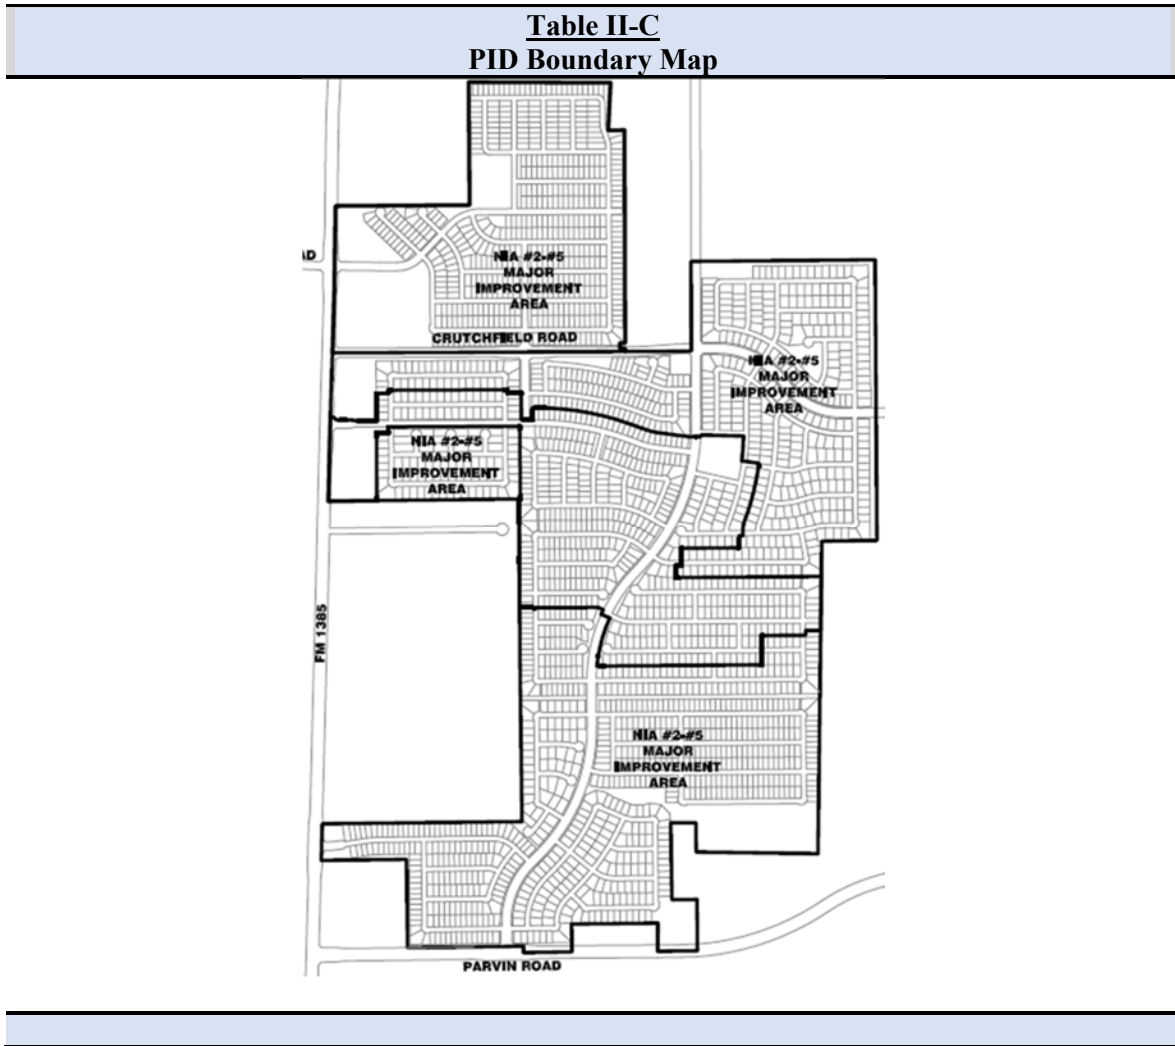 Table II-C
PID Boundary Map
AD
NIA #2-#5
MAJOR
IMPROVEMENT
AREA
CRUTCHFIELD ROAD
NIA #2-#5
MAJOR
IMPROVEMENT
AREA
NIA #2-#5
MAJOR
IMPROVEMENT
AREA
FM 1385
NIA #2-#5
MAJOR
IMPROVEMENT
AREA
PARVIN ROAD